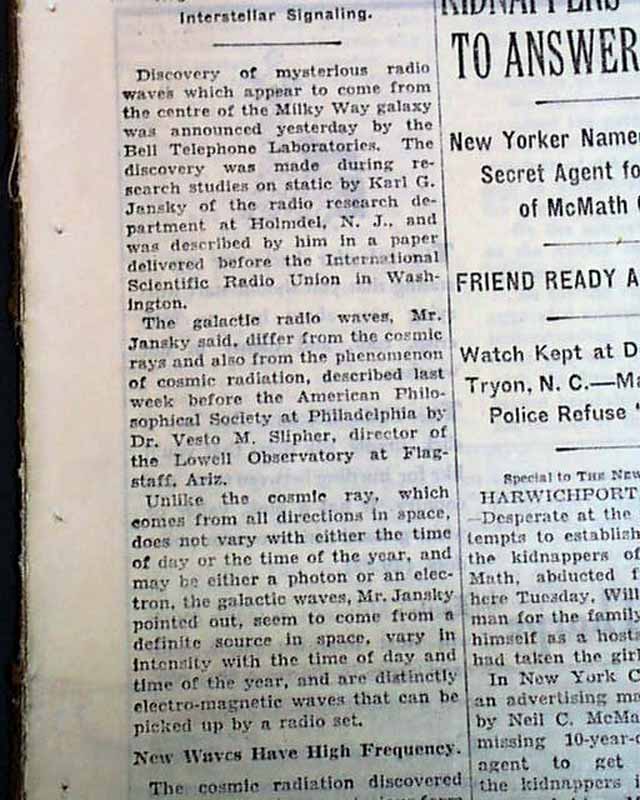 Interstellar Signaling.
Discovery of mysterious radio
waves which appear to come from
the centre of the Milky Way galaxy
was announced yesterday by the
Bell Telephone Laboratories. The
discovery was made during re-
search studies on static by Karl G.
Jansky of the radio research de-
partment at Holmdel, N. J., and
was described by him in a paper
delivered before the International
Scientific Radio Union in Wash-
ington.
The galactic radio waves, Mr.
Jansky said, differ from the cosmic
rays and also from the phenomenon
of cosmic radiation, described last
week before the American Philo-
sophical Society at Philadelphia by
Dr. Vesto M. Slipher, director of
the Lowell Observatory at Flag-
staff, Ariz.
Unlike the cosmic ray, which
comes from all directions in space,
does not vary with either the time
of day or the time of the year, and
may be either a photon or an elec-
tron, the galactic waves, Mr. Jansky
pointed out, seem to come from a
definite source in space, vary in
intensity with the time of day and
time of the year, and are distinctly
electro-magnetic waves that can be
picked up by a radio set.
New Waves Have High Frequency.
The cosmic radiation discovered
KIDNAPPERS
TO ANSWER
New Yorker Name
Secret Agent fo
of McMath
FRIEND READY A
Watch Kept at D
Tryon, N. C.—Ma
Police Refuse '
Special to THE NEW
HARWICHPORT
—Desperate at the
tempts to establish
the kidnappers of
Math, abducted f
here Tuesday, Will
man for the family
himself as a hosta
had taken the girl
In New York C
an advertising ma
by Neil C. McMa
missing 10-year-o
agent to get
the kidnappers i